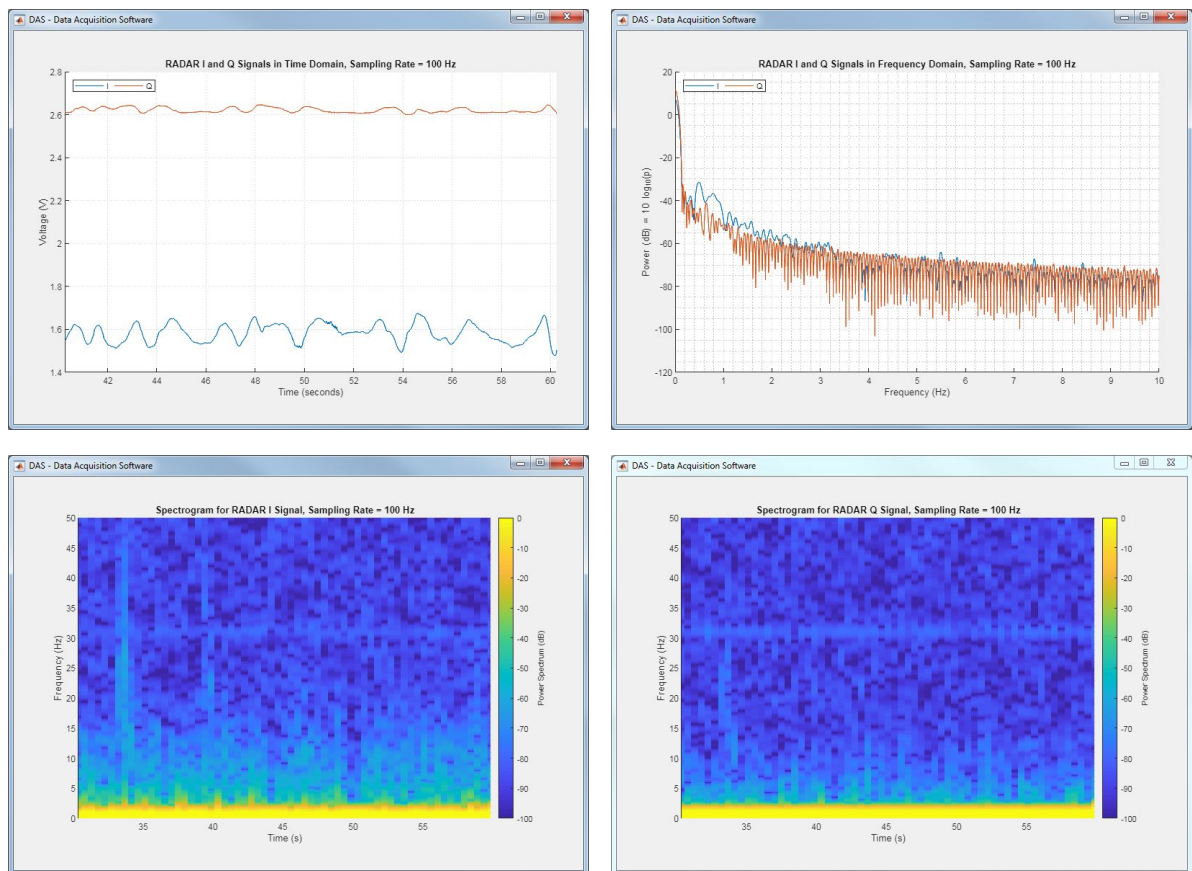 DAS - Data Acquisition Software
RADAR I and Q Signals in Time Domain, Sampling Rate = 100 Hz
I Q
Voltage (V)
2.8
2.6
2.4
2.2
2
1.8
1.6
1.4
42 44 46 48 50 52 54 56 58 60
Time (seconds)
DAS - Data Acquisition Software
RADAR I and Q Signals in Frequency Domain, Sampling Rate = 100 Hz
I Q
Power (dB) = 10 log10(p)
20
0
-20
-40
-60
-80
-100
-120
0 1 2 3 4 5 6 7 8 9 10
Frequency (Hz)
DAS - Data Acquisition Software
Spectrogram for RADAR I Signal, Sampling Rate = 100 Hz
Frequency (Hz)
50
45
40
35
30
25
20
15
10
5
0
35 40 45 50 55
Time (s)
0
-10
-20
-30
-40
-50
-60
-70
-80
-90
-100
Power Spectrum (dB)
DAS - Data Acquisition Software
Spectrogram for RADAR Q Signal, Sampling Rate = 100 Hz
Frequency (Hz)
50
45
40
35
30
25
20
15
10
5
0
35 40 45 50 55
Time (s)
0
-10
-20
-30
-40
-50
-60
-70
-80
-90
-100
Power Spectrum (dB)